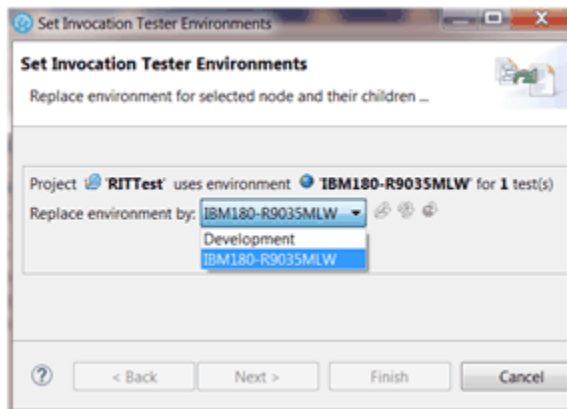 Set Invocation Tester Environments
Set Invocation Tester Environments
Replace environment for selected node and their children ...
Project 'RITTest' uses environment 'IBM180-R9035MLW' for 1 test(s)
Replace environment by: IBM180-R9035MLW
Development
IBM180-R9035MLW
? < Back Next > Finish Cancel